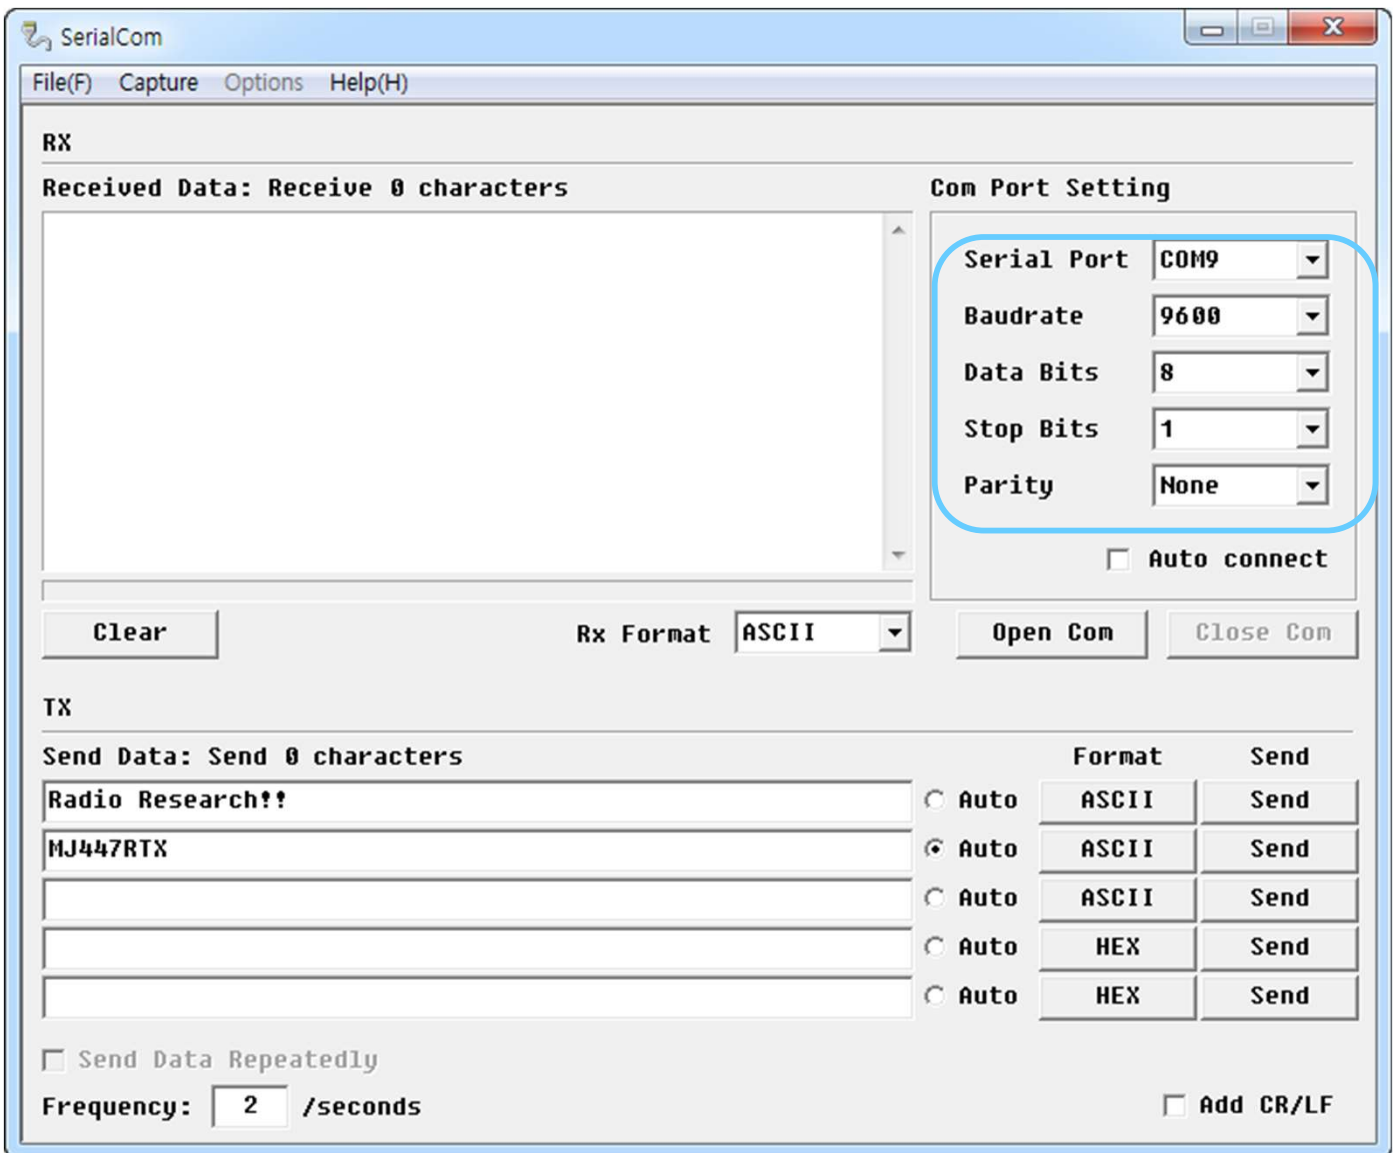 SerialCom
File(F) Capture Options Help(H)
RX
Received Data: Receive 0 characters
Com Port Setting
Serial Port COM9
Baudrate 9600
Data Bits 8
Stop Bits 1
Parity None
Auto connect
Clear Rx Format ASCII Open Com Close Com
TX
Send Data: Send 0 characters Format Send
Radio Research!! Auto ASCII Send
MJ447RTX Auto ASCII Send
Auto ASCII Send
Auto HEX Send
Auto HEX Send
Send Data Repeatedly
Frequency: 2 /seconds Add CR/LF